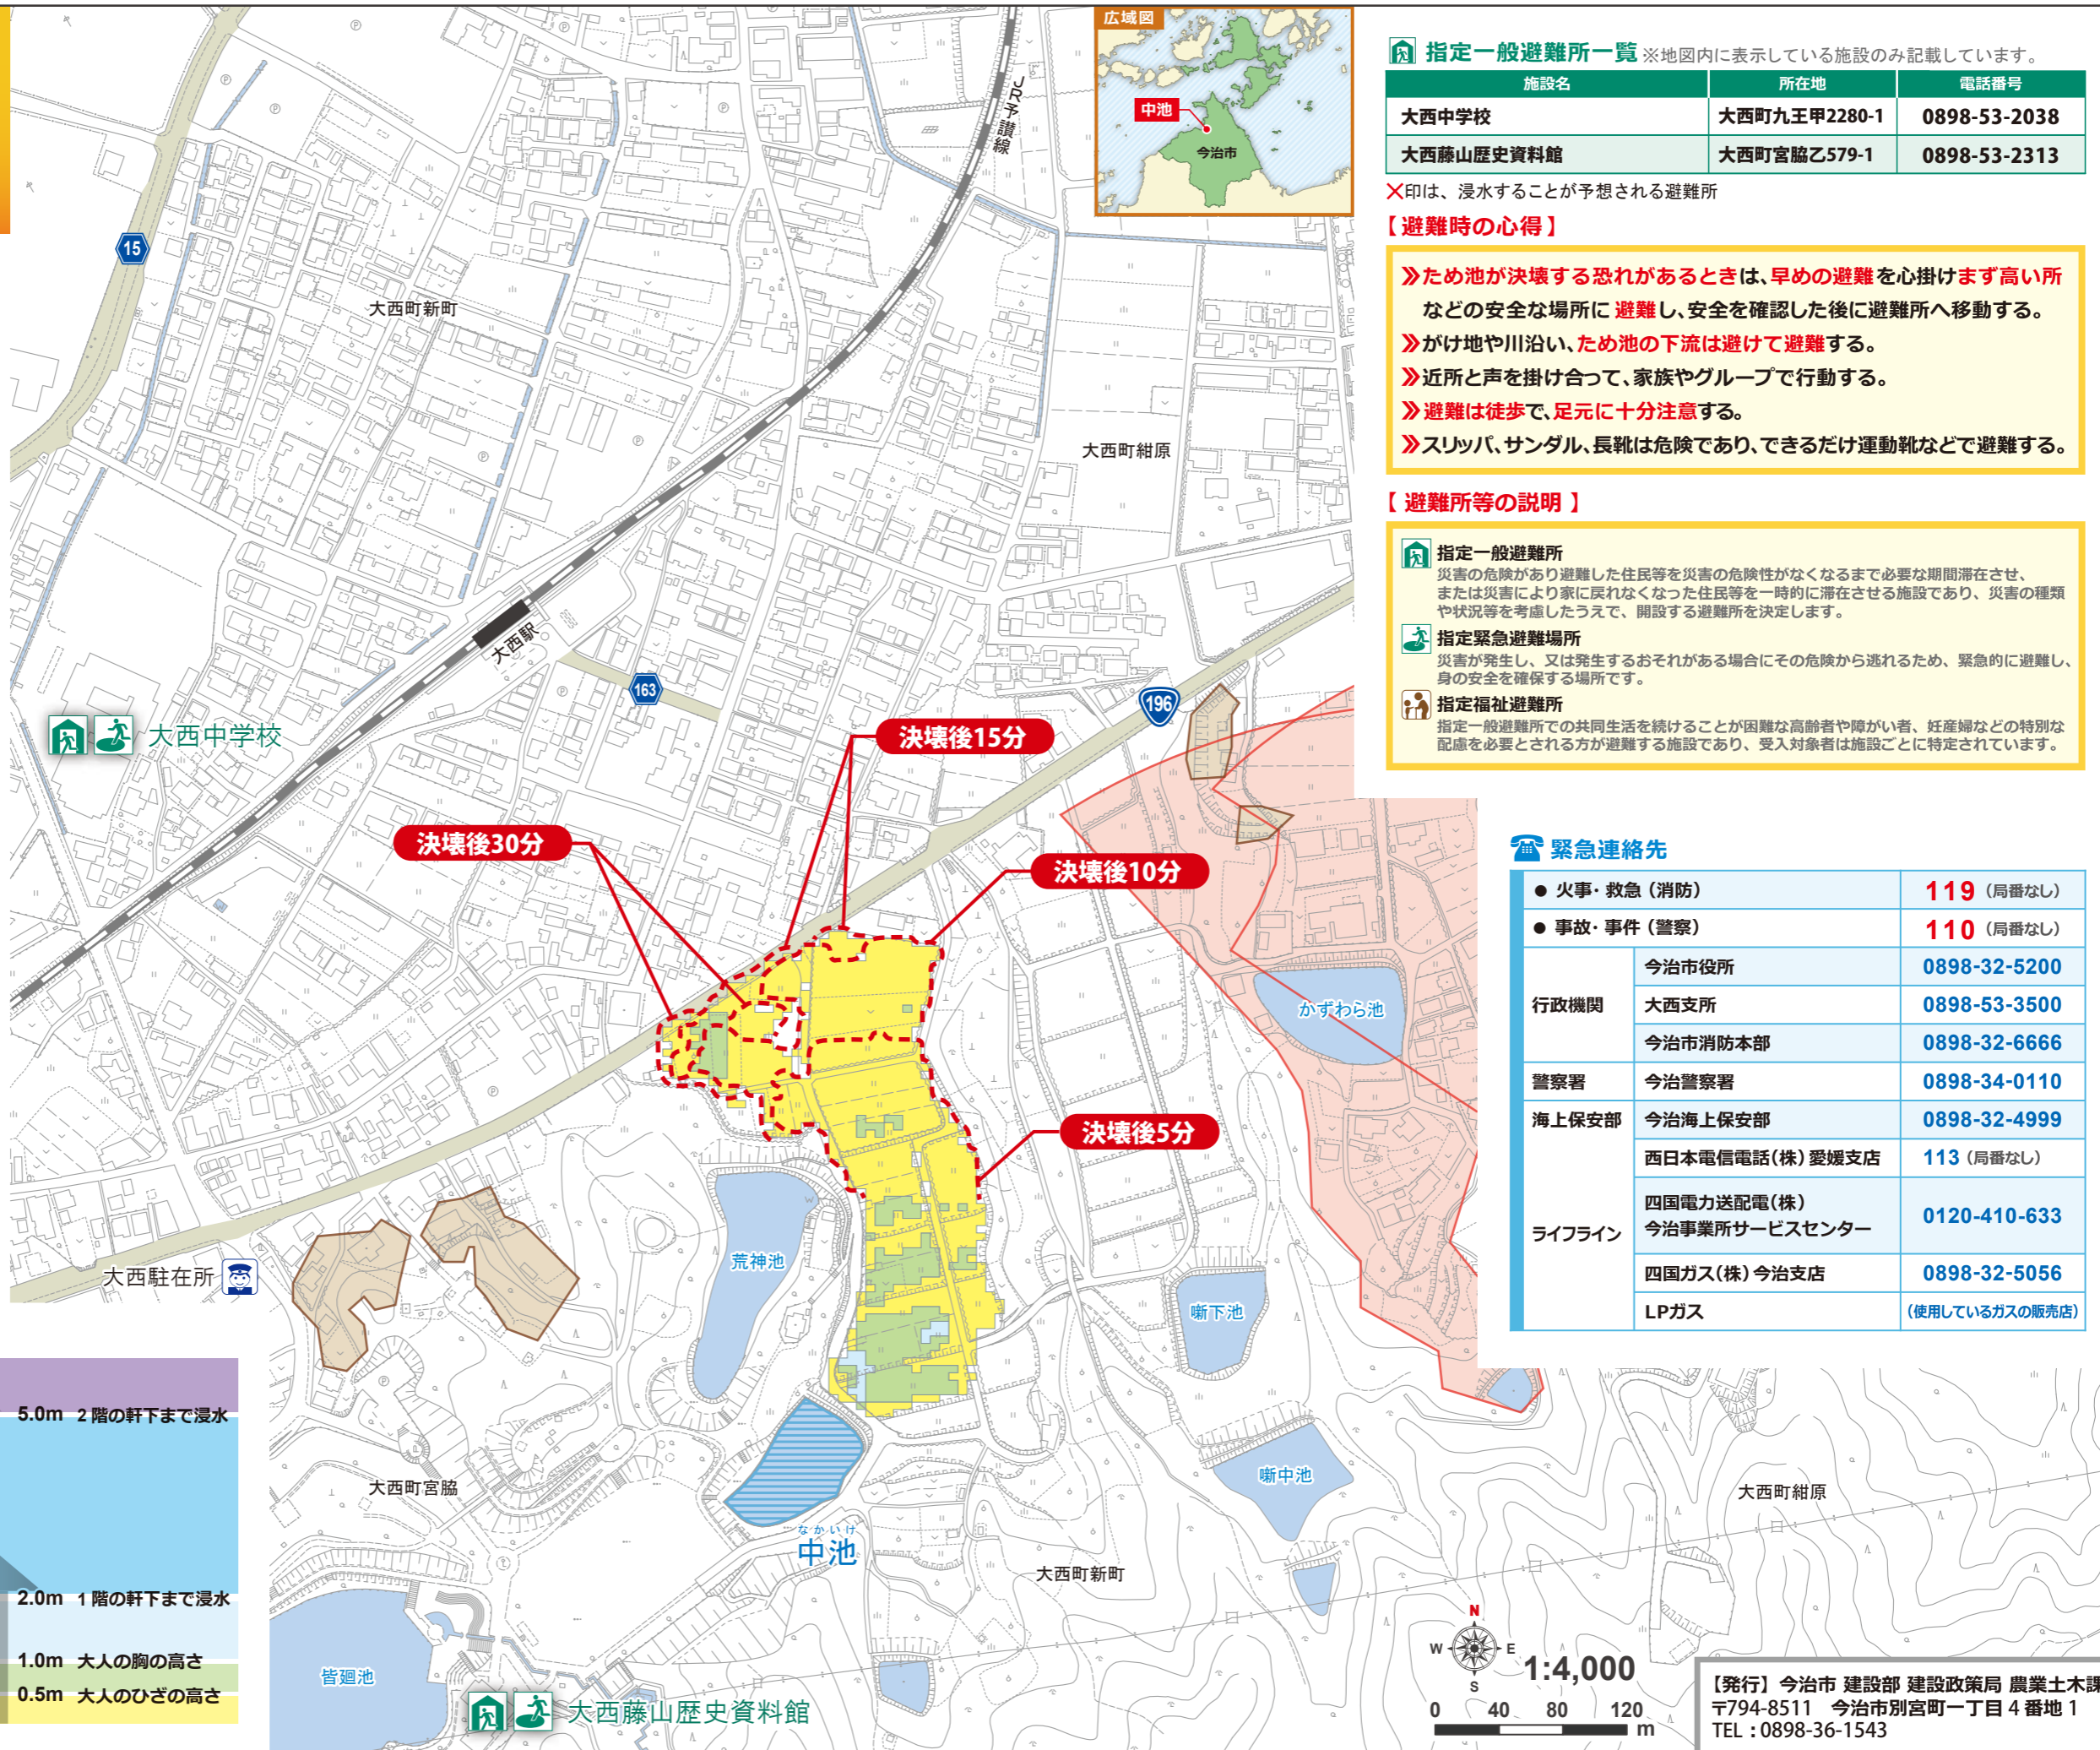 広域図
中池
今治市
指定一般避難所一覧 ※地図内に表示している施設のみ記載しています。
施設名 所在地 電話番号
大西中学校 大西町九王甲2280-1 0898-53-2038
大西藤山歴史資料館 大西町宮脇乙579-1 0898-53-2313
×印は、浸水することが予想される避難所
【避難時の心得】
≫ため池が決壊する恐れがあるときは、早めの避難を心掛けまず高い所
などの安全な場所に避難し、安全を確認した後に避難所へ移動する。
≫がけ地や川沿い、ため池の下流は避けて避難する。
≫近所と声を掛け合って、家族やグループで行動する。
≫避難は徒歩で、足元に十分注意する。
≫スリッパ、サンダル、長靴は危険であり、できるだけ運動靴などで避難する。
【避難所等の説明】
指定一般避難所
災害の危険があり避難した住民等を災害の危険性がなくなるまで必要な期間滞在させ、
または災害により家に戻れなくなった住民等を一時的に滞在させる施設であり、災害の種類
や状況等を考慮したうえで、開設する避難所を決定します。
指定緊急避難場所
災害が発生し、又は発生するおそれがある場合にその危険から逃れるため、緊急的に避難し、
身の安全を確保する場所です。
指定福祉避難所
指定一般避難所での共同生活を続けることが困難な高齢者や障がい者、妊産婦などの特別な
配慮を必要とされる方が避難する施設であり、受入対象者は施設ごとに特定されています。
緊急連絡先
● 火事・救急（消防） 119（局番なし）
● 事故・事件（警察） 110（局番なし）
行政機関
今治市役所 0898-32-5200
大西支所 0898-53-3500
今治市消防本部 0898-32-6666
警察署 今治警察署 0898-34-0110
海上保安部 今治海上保安部 0898-32-4999
ライフライン
西日本電信電話（株）愛媛支店 113（局番なし）
四国電力送配電（株）
今治事業所サービスセンター 0120-410-633
四国ガス（株）今治支店 0898-32-5056
LPガス （使用しているガスの販売店）
JR予讃線
15
大西町新町
大西町紺原
大西駅
163
196
大西中学校
決壊後15分
決壊後30分
決壊後10分
決壊後5分
かずわら池
荒神池
噺下池
噺中池
大西駐在所
大西町宮脇
なかいけ
中池
大西町新町
大西町紺原
皆廻池
大西藤山歴史資料館
5.0m 2階の軒下まで浸水
2.0m 1階の軒下まで浸水
1.0m 大人の胸の高さ
0.5m 大人のひざの高さ
N
W E
S
1:4,000
0 40 80 120
m
【発行】今治市 建設部 建設政策局 農業土木課
〒794-8511 今治市別宮町一丁目4番地1
TEL：0898-36-1543